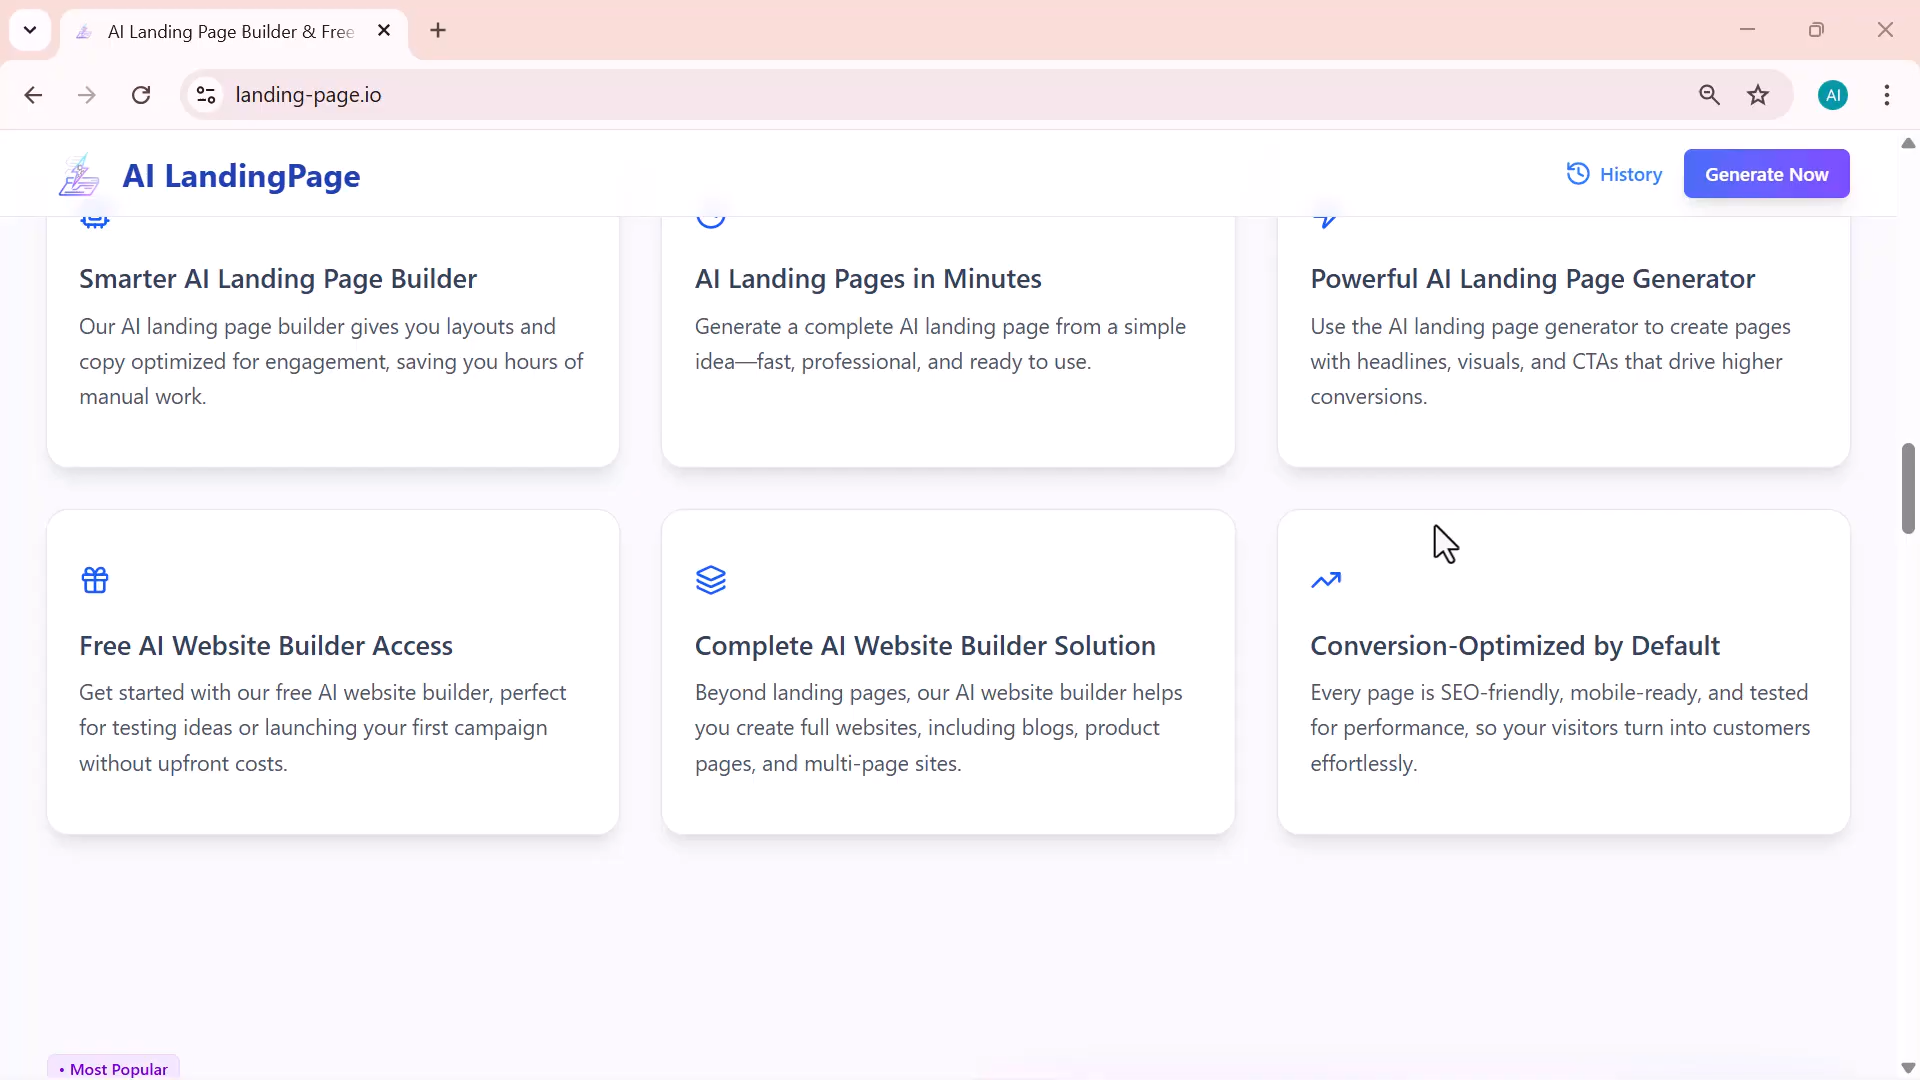 AI Landing Page Builder & Free
landing-page.io
AI
AI LandingPage
History
Generate Now
Smarter AI Landing Page Builder
Our AI landing page builder gives you layouts and
copy optimized for engagement, saving you hours of
manual work.
AI Landing Pages in Minutes
Generate a complete AI landing page from a simple
idea—fast, professional, and ready to use.
Powerful AI Landing Page Generator
Use the AI landing page generator to create pages
with headlines, visuals, and CTAs that drive higher
conversions.
Free AI Website Builder Access
Get started with our free AI website builder, perfect
for testing ideas or launching your first campaign
without upfront costs.
Complete AI Website Builder Solution
Beyond landing pages, our AI website builder helps
you create full websites, including blogs, product
pages, and multi-page sites.
Conversion-Optimized by Default
Every page is SEO-friendly, mobile-ready, and tested
for performance, so your visitors turn into customers
effortlessly.
• Most Popular